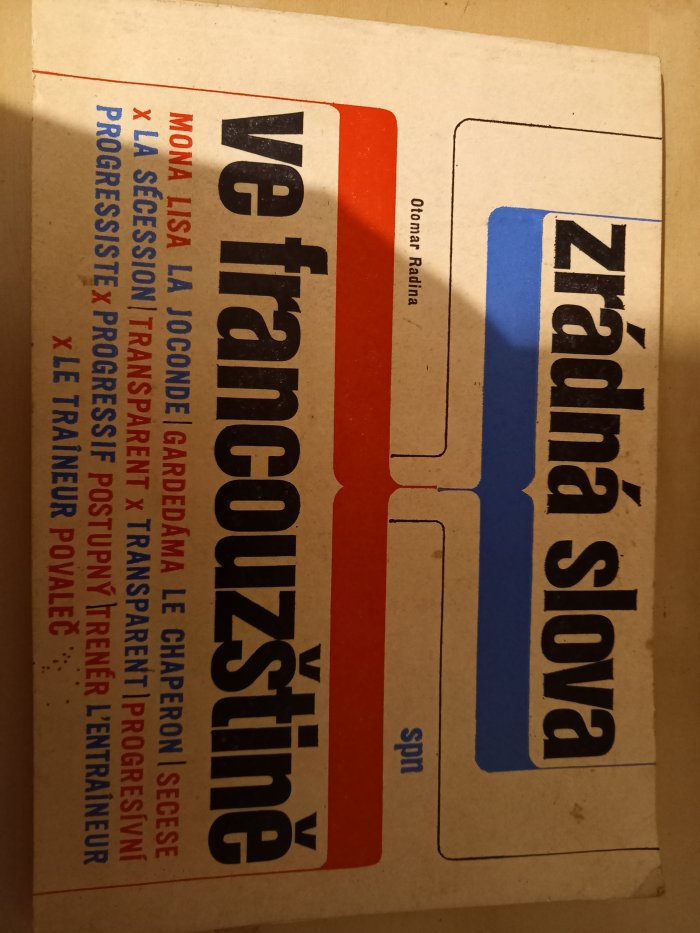 zrádná slova
Otomar Radina
spn
ve francouzštině
MONA LISA LA JOCONDE | GARDEDÁMA LE CHAPERON | SECESE
x LA SÉCESSION | TRANSPARENT x TRANSPARENT | PROGRESÍVNÍ
PROGRESSISTE x PROGRESSIF POSTUPNÝ | TRENÉR L'ENTRAÎNEUR
x LE TRAÎNEUR POVALEČ